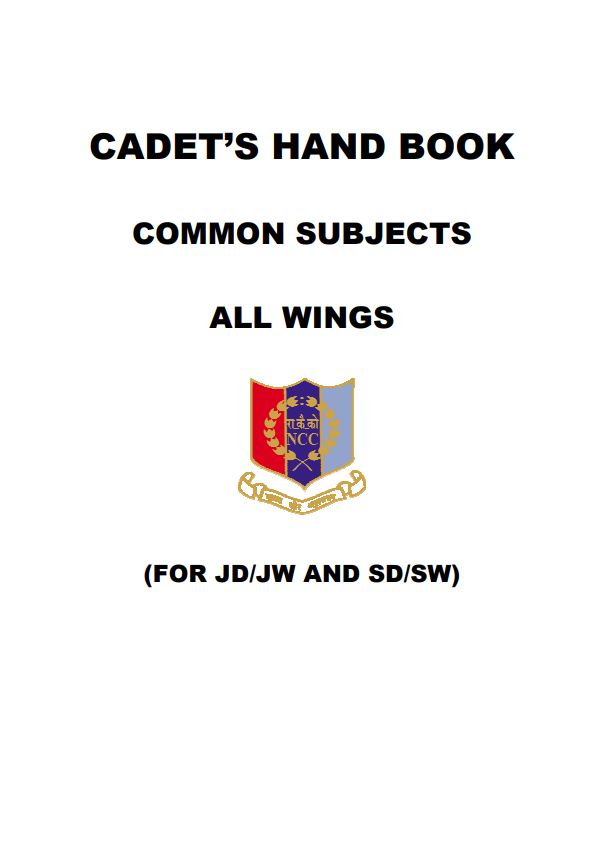 CADET’S HAND BOOK
COMMON SUBJECTS
ALL WINGS
रा.कै.को
NCC
एकता और अनुशासन
(FOR JD/JW AND SD/SW)